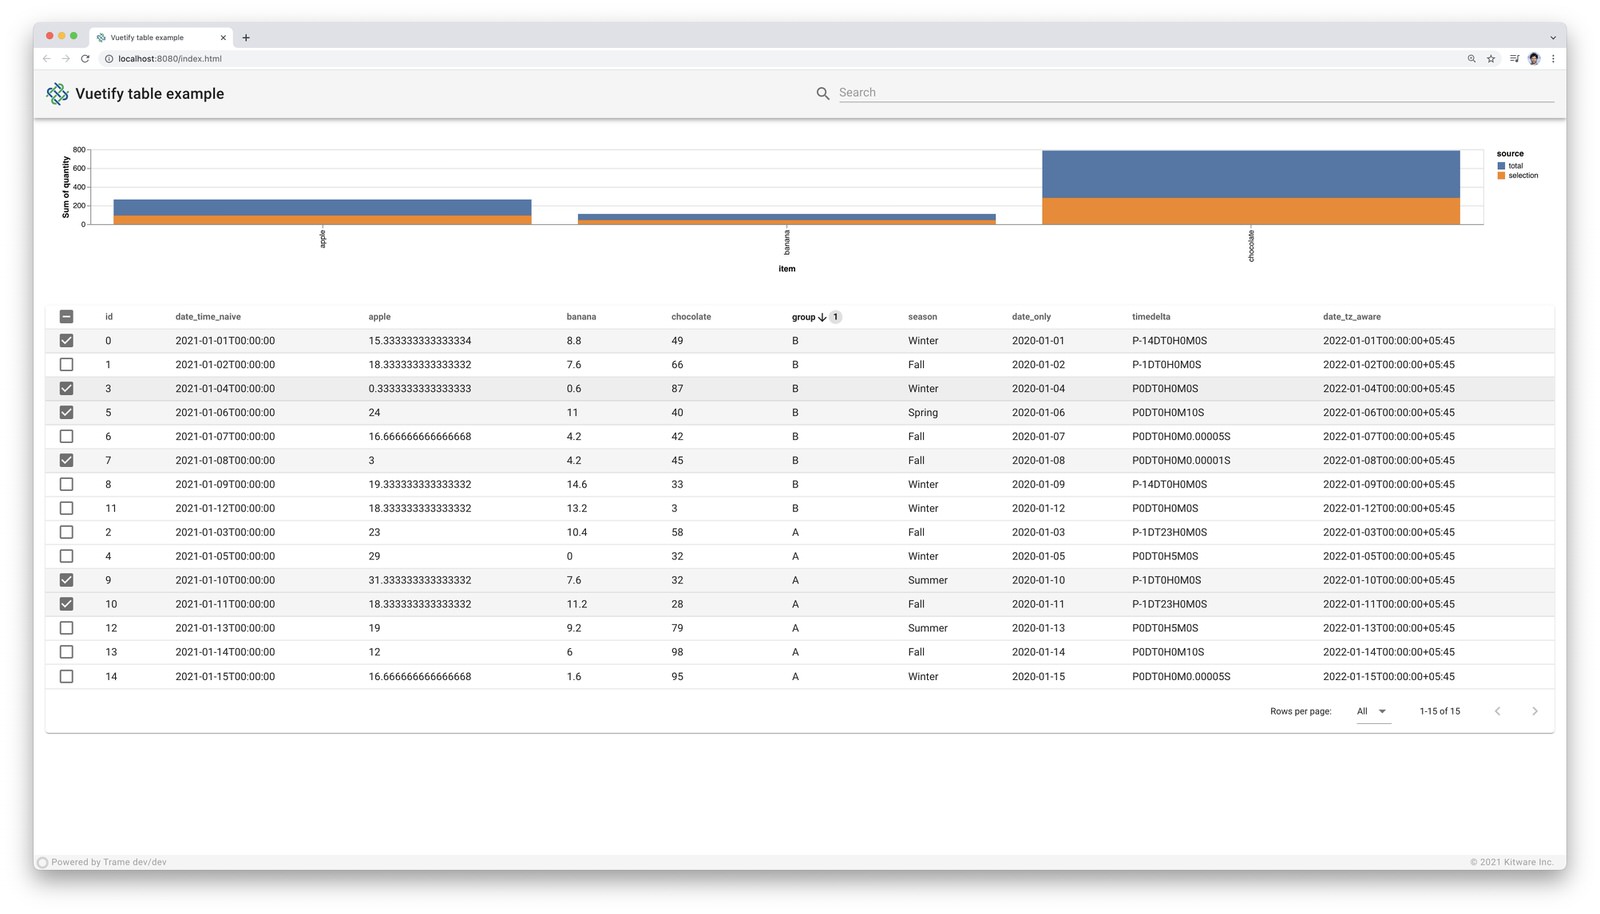 Vuetify table example
localhost:8080/index.html
Vuetify table example
Search
800
600
400
200
0
Sum of quantity
apple
banana
chocolate
item
source
total
selection
id date_time_naive apple banana chocolate group 1 season date_only timedelta date_tz_aware
0 2021-01-01T00:00:00 15.333333333333334 8.8 49 B Winter 2020-01-01 P-14DT0H0M0S 2022-01-01T00:00:00+05:45
1 2021-01-02T00:00:00 18.333333333333332 7.6 66 B Fall 2020-01-02 P-1DT0H0M0S 2022-01-02T00:00:00+05:45
3 2021-01-04T00:00:00 0.3333333333333333 0.6 87 B Winter 2020-01-04 P0DT0H0M0S 2022-01-04T00:00:00+05:45
5 2021-01-06T00:00:00 24 11 40 B Spring 2020-01-06 P0DT0H0M10S 2022-01-06T00:00:00+05:45
6 2021-01-07T00:00:00 16.666666666666668 4.2 42 B Fall 2020-01-07 P0DT0H0M0.00005S 2022-01-07T00:00:00+05:45
7 2021-01-08T00:00:00 3 4.2 45 B Fall 2020-01-08 P0DT0H0M0.00001S 2022-01-08T00:00:00+05:45
8 2021-01-09T00:00:00 19.333333333333332 14.6 33 B Winter 2020-01-09 P-14DT0H0M0S 2022-01-09T00:00:00+05:45
11 2021-01-12T00:00:00 18.333333333333332 13.2 3 B Winter 2020-01-12 P0DT0H0M0S 2022-01-12T00:00:00+05:45
2 2021-01-03T00:00:00 23 10.4 58 A Fall 2020-01-03 P-1DT23H0M0S 2022-01-03T00:00:00+05:45
4 2021-01-05T00:00:00 29 0 32 A Winter 2020-01-05 P0DT0H5M0S 2022-01-05T00:00:00+05:45
9 2021-01-10T00:00:00 31.333333333333332 7.6 32 A Summer 2020-01-10 P-1DT0H0M0S 2022-01-10T00:00:00+05:45
10 2021-01-11T00:00:00 18.333333333333332 11.2 28 A Fall 2020-01-11 P-1DT23H0M0S 2022-01-11T00:00:00+05:45
12 2021-01-13T00:00:00 19 9.2 79 A Summer 2020-01-13 P0DT0H5M0S 2022-01-13T00:00:00+05:45
13 2021-01-14T00:00:00 12 6 98 A Fall 2020-01-14 P0DT0H0M10S 2022-01-14T00:00:00+05:45
14 2021-01-15T00:00:00 16.666666666666668 1.6 95 A Winter 2020-01-15 P0DT0H0M0.00005S 2022-01-15T00:00:00+05:45
Rows per page: All 1-15 of 15
Powered by Trame dev/dev
© 2021 Kitware Inc.